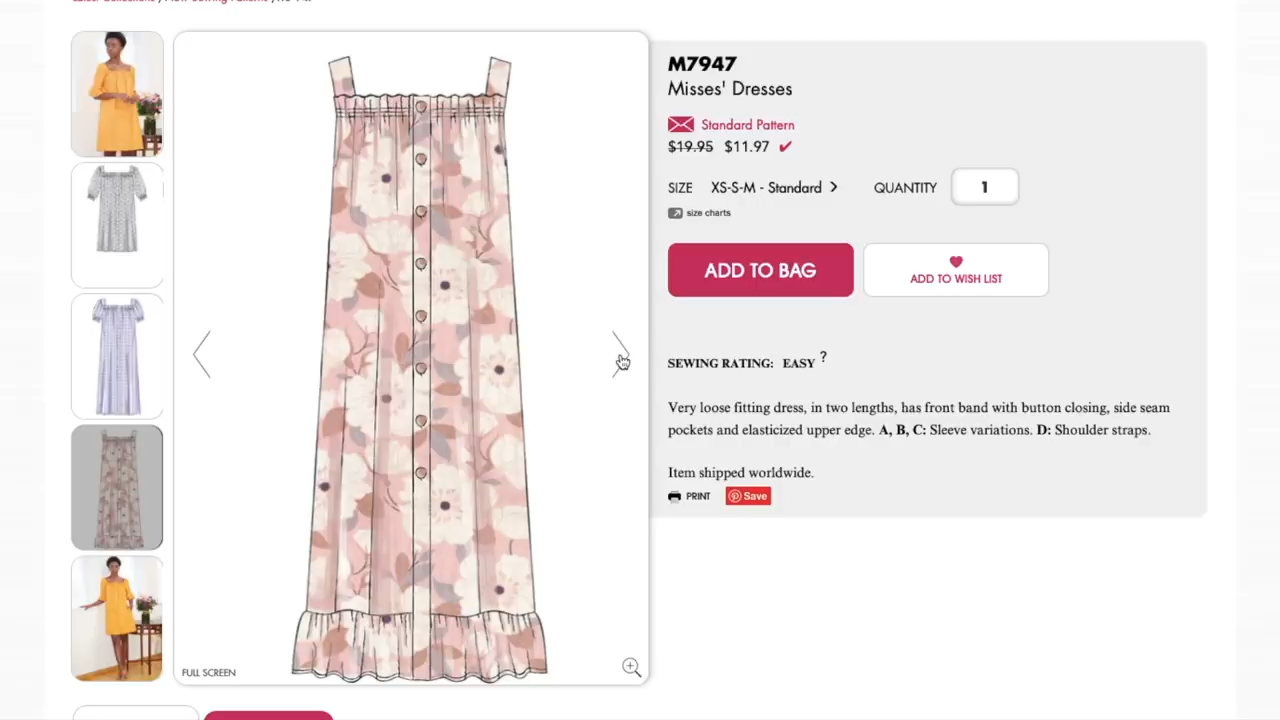 M7947
Misses' Dresses
Standard Pattern
$19.95 $11.97 ✔
SIZE XS-S-M - Standard > QUANTITY 1
size charts
ADD TO BAG
ADD TO WISH LIST
SEWING RATING: EASY ?
Very loose fitting dress, in two lengths, has front band with button closing, side seam
pockets and elasticized upper edge. A, B, C: Sleeve variations. D: Shoulder straps.
Item shipped worldwide.
PRINT Save
FULL SCREEN